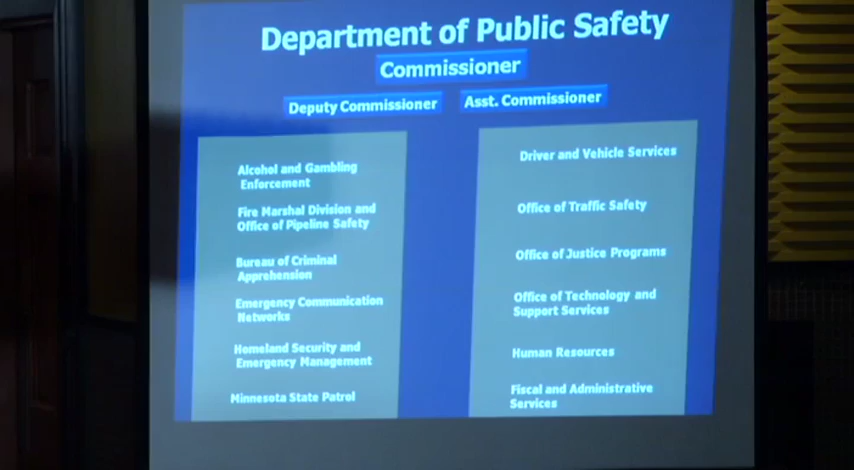 Department of Public Safety
Commissioner
Deputy Commissioner
Asst. Commissioner
Alcohol and Gambling
Enforcement
Fire Marshal Division and
Office of Pipeline Safety
Bureau of Criminal
Apprehension
Emergency Communication
Networks
Homeland Security and
Emergency Management
Minnesota State Patrol
Driver and Vehicle Services
Office of Traffic Safety
Office of Justice Programs
Office of Technology and
Support Services
Human Resources
Fiscal and Administrative
Services